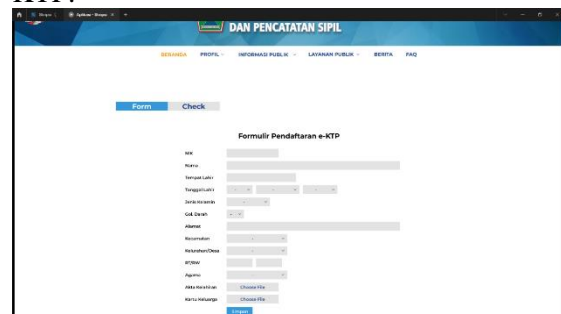 DAN PENCATATAN SIPIL
BERANDA PROFIL INFORMASI PUBLIK LAYANAN PUBLIK BERITA FAQ
Form Check
Formulir Pendaftaran e-KTP
NIK
Nama
Tempat Lahir
Tanggal Lahir - - -
Jenis Kelamin -
Gol. Darah -
Alamat
Kecamatan -
Kelurahan/Desa -
RT/RW
Agama -
Akta Kelahiran Choose File
Kartu Keluarga Choose File
Simpan